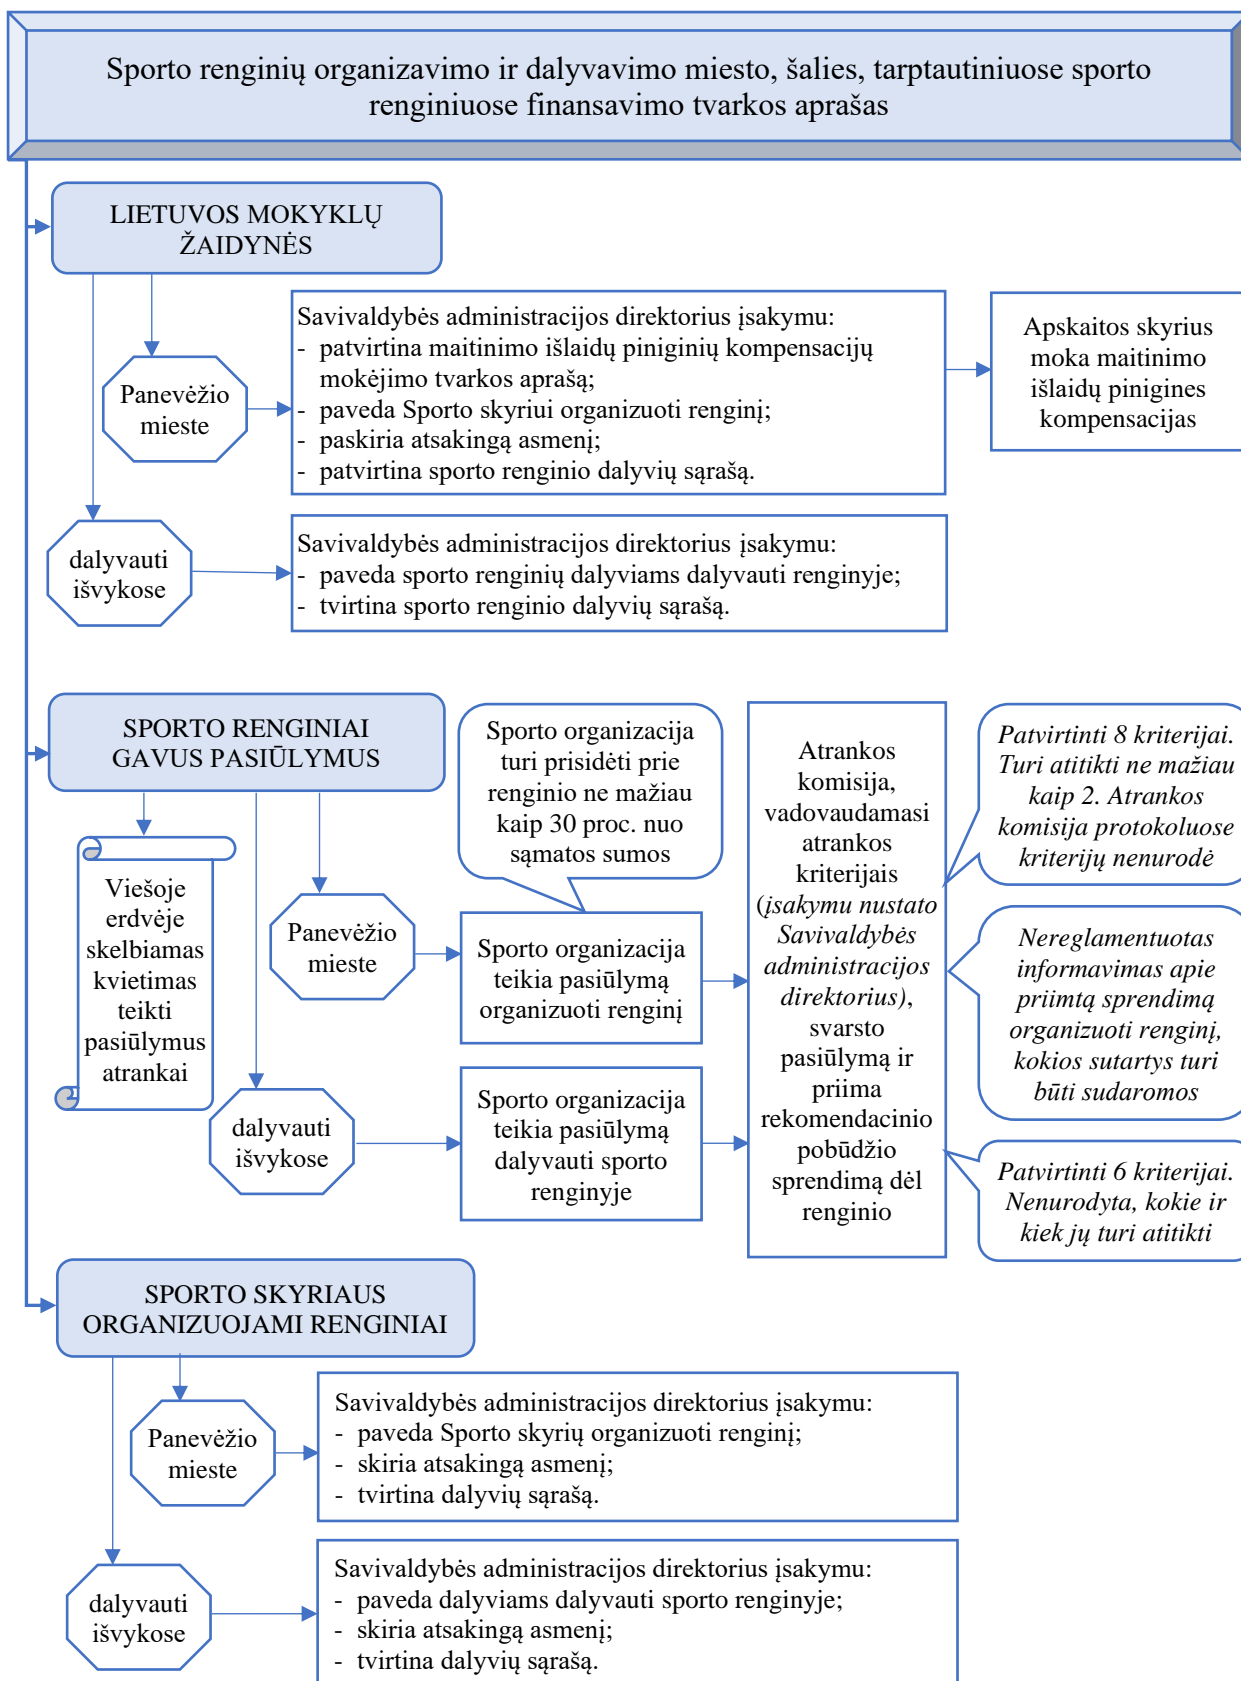 Sporto renginių organizavimo ir dalyvavimo miesto, šalies, tarptautiniuose sporto
renginiuose finansavimo tvarkos aprašas
LIETUVOS MOKYKLŲ
ŽAIDYNĖS
Panevėžio
mieste
Savivaldybės administracijos direktorius įsakymu:
- patvirtina maitinimo išlaidų piniginių kompensacijų
mokėjimo tvarkos aprašą;
- paveda Sporto skyriui organizuoti renginį;
- paskiria atsakingą asmenį;
- patvirtina sporto renginio dalyvių sąrašą.
Apskaitos skyrius
moka maitinimo
išlaidų pinigines
kompensacijas
dalyvauti
išvykose
Savivaldybės administracijos direktorius įsakymu:
- paveda sporto renginių dalyviams dalyvauti renginyje;
- tvirtina sporto renginio dalyvių sąrašą.
SPORTO RENGINIAI
GAVUS PASIŪLYMUS
Viešoje
erdvėje
skelbiamas
kvietimas
teikti
pasiūlymus
atrankai
Panevėžio
mieste
Sporto organizacija
turi prisidėti prie
renginio ne mažiau
kaip 30 proc. nuo
sąmatos sumos
Sporto organizacija
teikia pasiūlymą
organizuoti renginį
dalyvauti
išvykose
Sporto organizacija
teikia pasiūlymą
dalyvauti sporto
renginyje
Atrankos
komisija,
vadovaudamasi
atrankos
kriterijais
(įsakymu nustato
Savivaldybės
administracijos
direktorius),
svarsto
pasiūlymą ir
priima
rekomendacinio
pobūdžio
sprendimą dėl
renginio
Patvirtinti 8 kriterijai.
Turi atitikti ne mažiau
kaip 2. Atrankos
komisija protokoluose
kriterijų nenurodė
Nereglamentuotas
informavimas apie
priimtą sprendimą
organizuoti renginį,
kokios sutartys turi
būti sudaromos
Patvirtinti 6 kriterijai.
Nenurodyta, kokie ir
kiek jų turi atitikti
SPORTO SKYRIAUS
ORGANIZUOJAMI RENGINIAI
Panevėžio
mieste
Savivaldybės administracijos direktorius įsakymu:
- paveda Sporto skyrių organizuoti renginį;
- skiria atsakingą asmenį;
- tvirtina dalyvių sąrašą.
dalyvauti
išvykose
Savivaldybės administracijos direktorius įsakymu:
- paveda dalyviams dalyvauti sporto renginyje;
- skiria atsakingą asmenį;
- tvirtina dalyvių sąrašą.